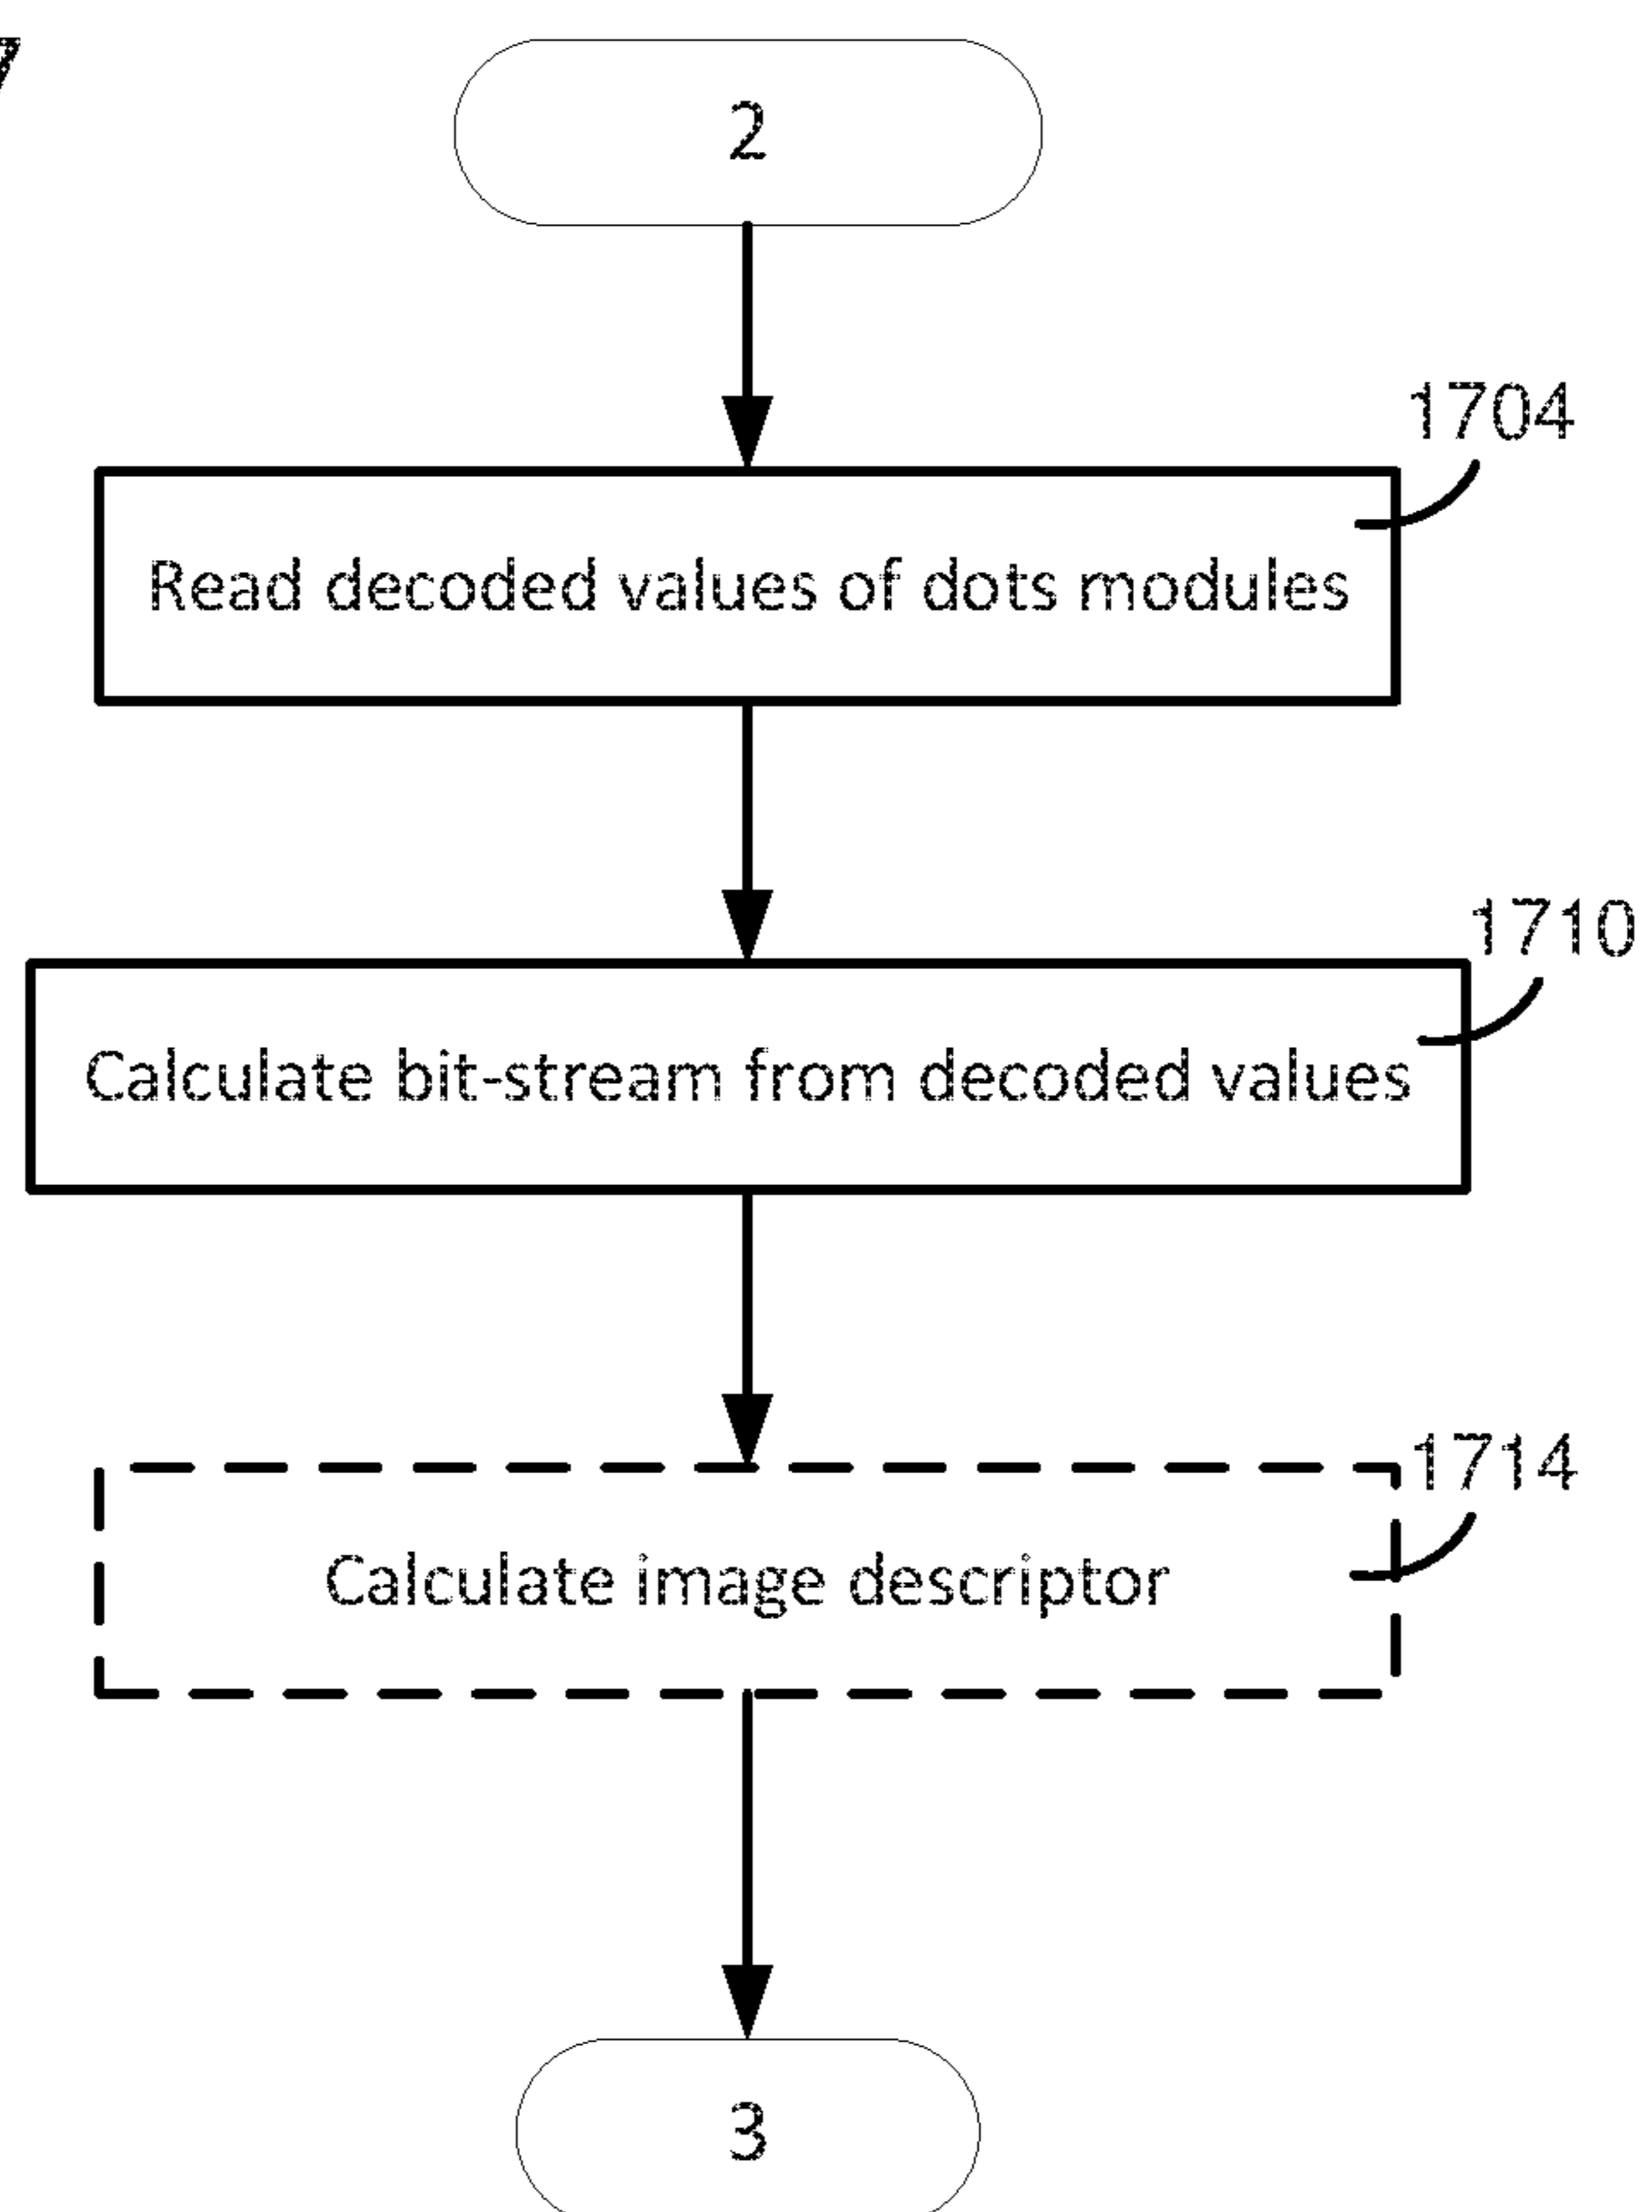 7
2
1704
Read decoded values of dots modules
1710
Calculate bit-stream from decoded values
1714
Calculate image descriptor
3